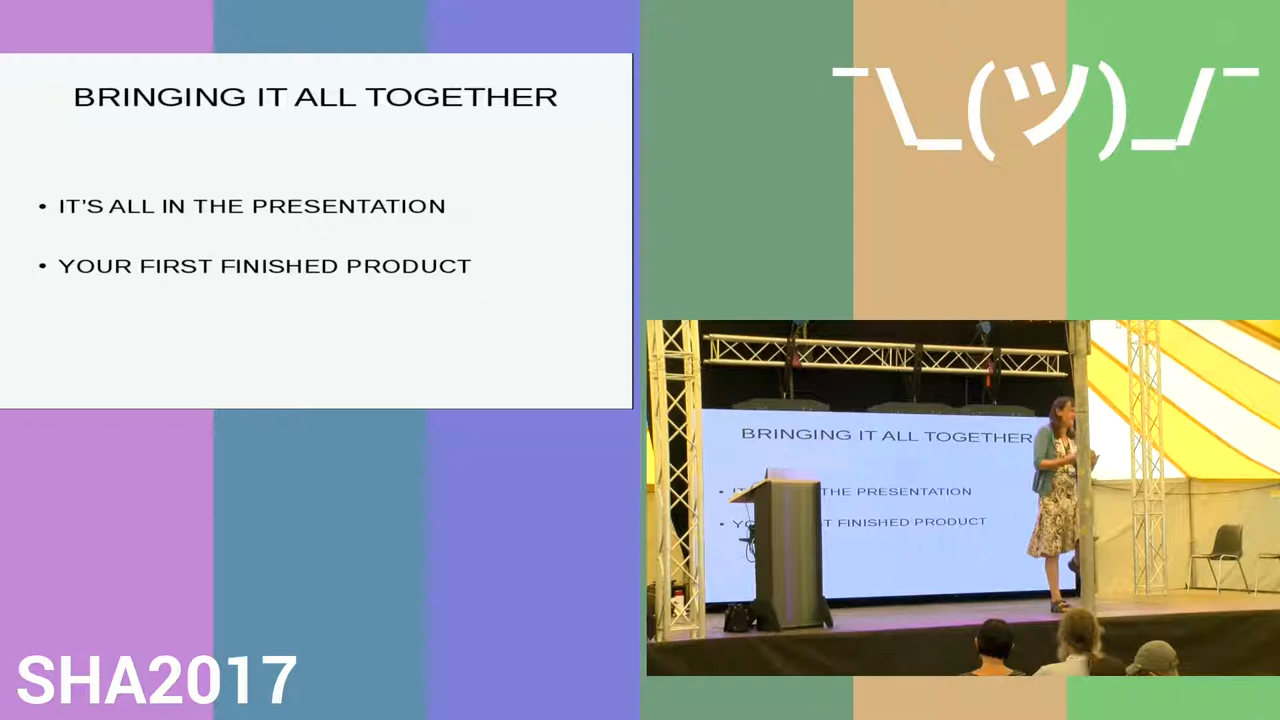 BRINGING IT ALL TOGETHER
• IT'S ALL IN THE PRESENTATION
• YOUR FIRST FINISHED PRODUCT
¯\_(ツ)_/¯
BRINGING IT ALL TOGETHER
THE PRESENTATION
FINISHED PRODUCT
SHA2017